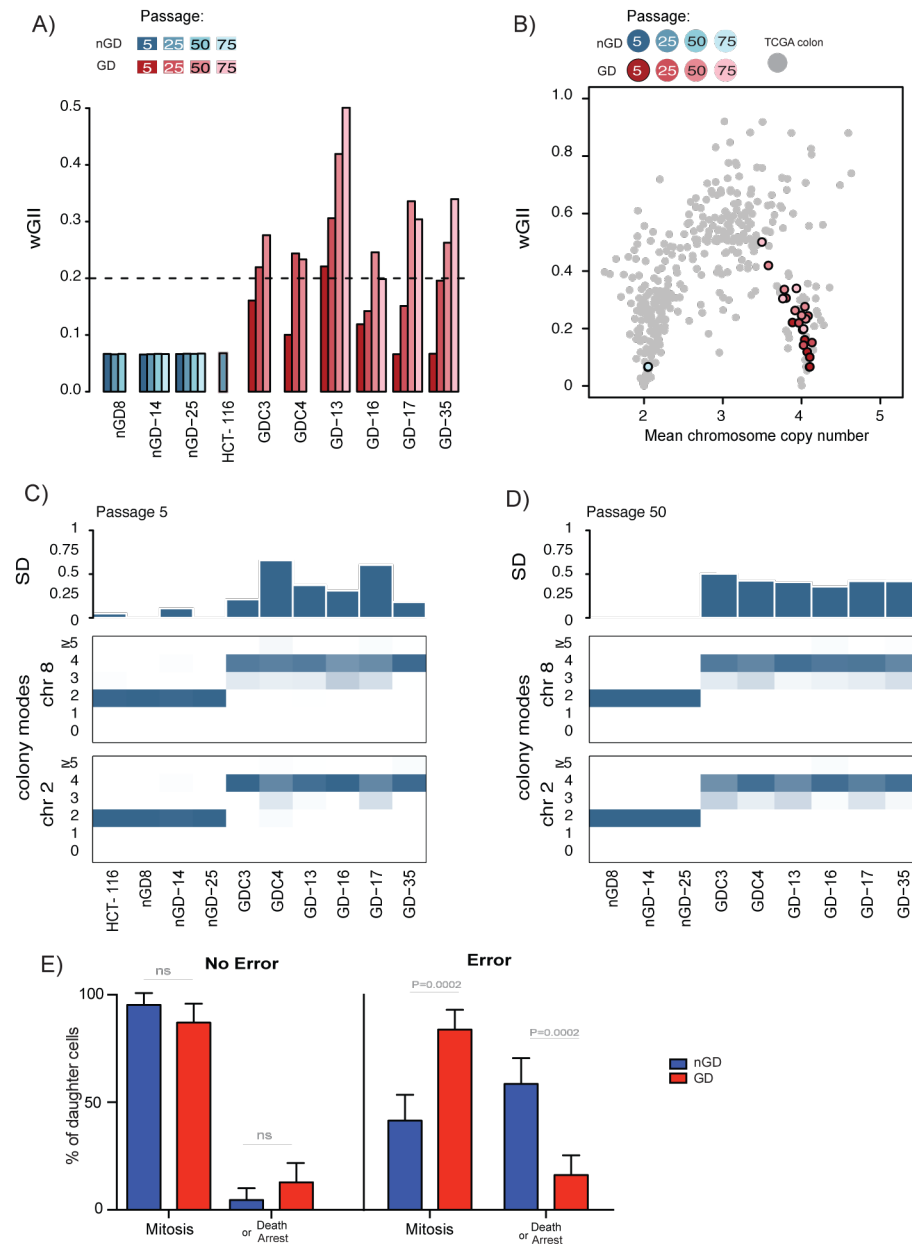 A)
Passage:
nGD 5 25 50 75
GD 5 25 50 75
wGII
0.5
0.4
0.3
0.2
0.1
0.0
nGD8
nGD-14
nGD-25
HCT-116
GDC3
GDC4
GD-13
GD-16
GD-17
GD-35
B)
Passage:
nGD 5 25 50 75
GD 5 25 50 75
TCGA colon
wGII
1.0
0.8
0.6
0.4
0.2
0
2 3 4 5
Mean chromosome copy number
C)
Passage 5
SD
1
0.75
0.5
0.25
0
colony modes
chr 8
≥5
4
3
2
1
0
chr 2
≥5
4
3
2
1
0
HCT-116
nGD8
nGD-14
nGD-25
GDC3
GDC4
GD-13
GD-16
GD-17
GD-35
D)
Passage 50
SD
1
0.75
0.5
0.25
0
colony modes
chr 8
≥5
4
3
2
1
0
chr 2
≥5
4
3
2
1
0
nGD8
nGD-14
nGD-25
GDC3
GDC4
GD-13
GD-16
GD-17
GD-35
E)
No Error
Error
% of daughter cells
100
50
0
ns
ns
P=0.0002
P=0.0002
Mitosis
Death
or Arrest
Mitosis
Death
or Arrest
nGD
GD